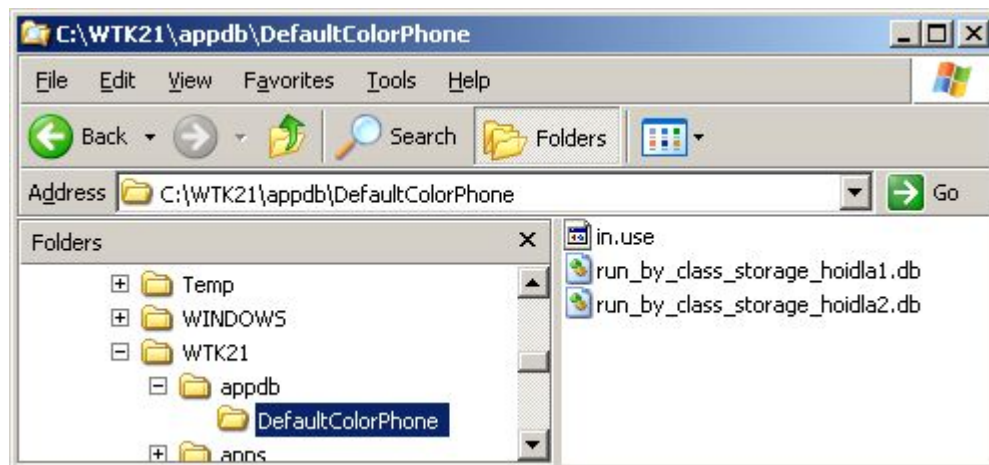 C:\WTK21\appdb\DefaultColorPhone
File Edit View Favorites Tools Help
Back Search Folders
Address C:\WTK21\appdb\DefaultColorPhone Go
Folders
Temp
WINDOWS
WTK21
appdb
DefaultColorPhone
apps
in.use
run_by_class_storage_hoidla1.db
run_by_class_storage_hoidla2.db